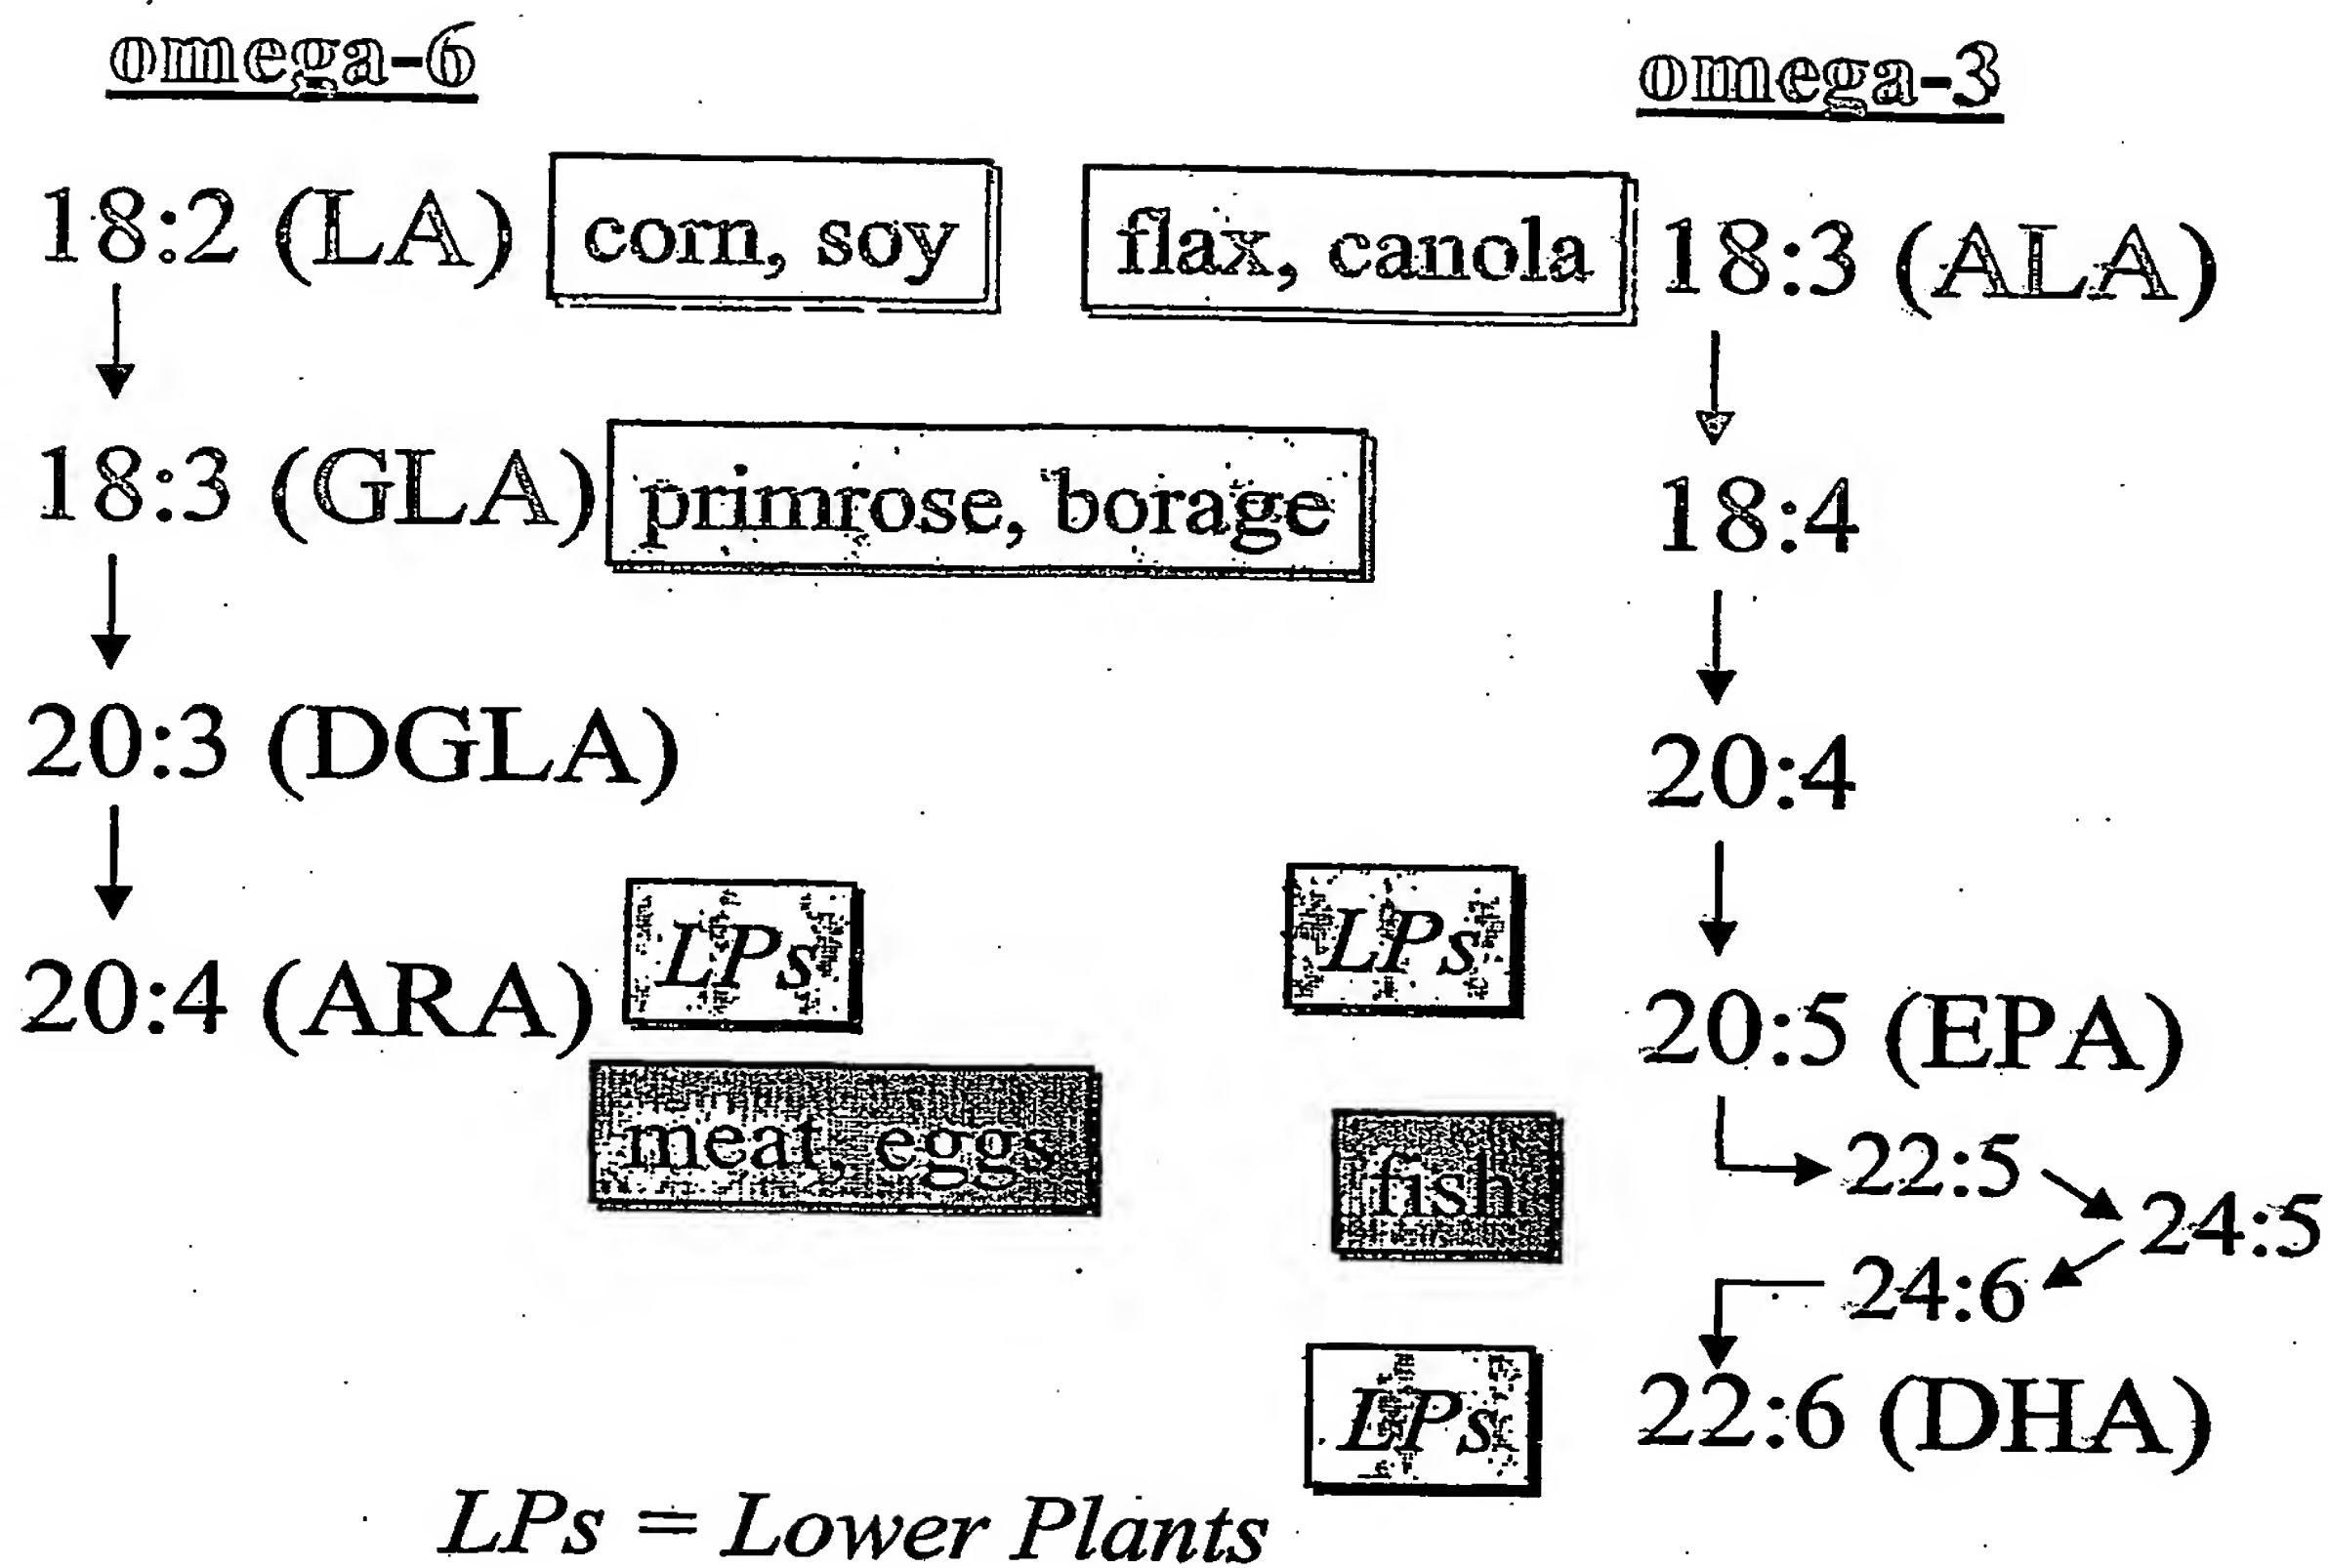 omega-6
omega-3
18:2 (LA)
corn, soy
flax, canola
18:3 (ALA)
18:3 (GLA)
primrose, borage
18:4
20:3 (DGLA)
20:4
20:4 (ARA)
LPs
LPs
20:5 (EPA)
meat, eggs
fish
22:5
24:5
24:6
LPs
22:6 (DHA)
LPs = Lower Plants